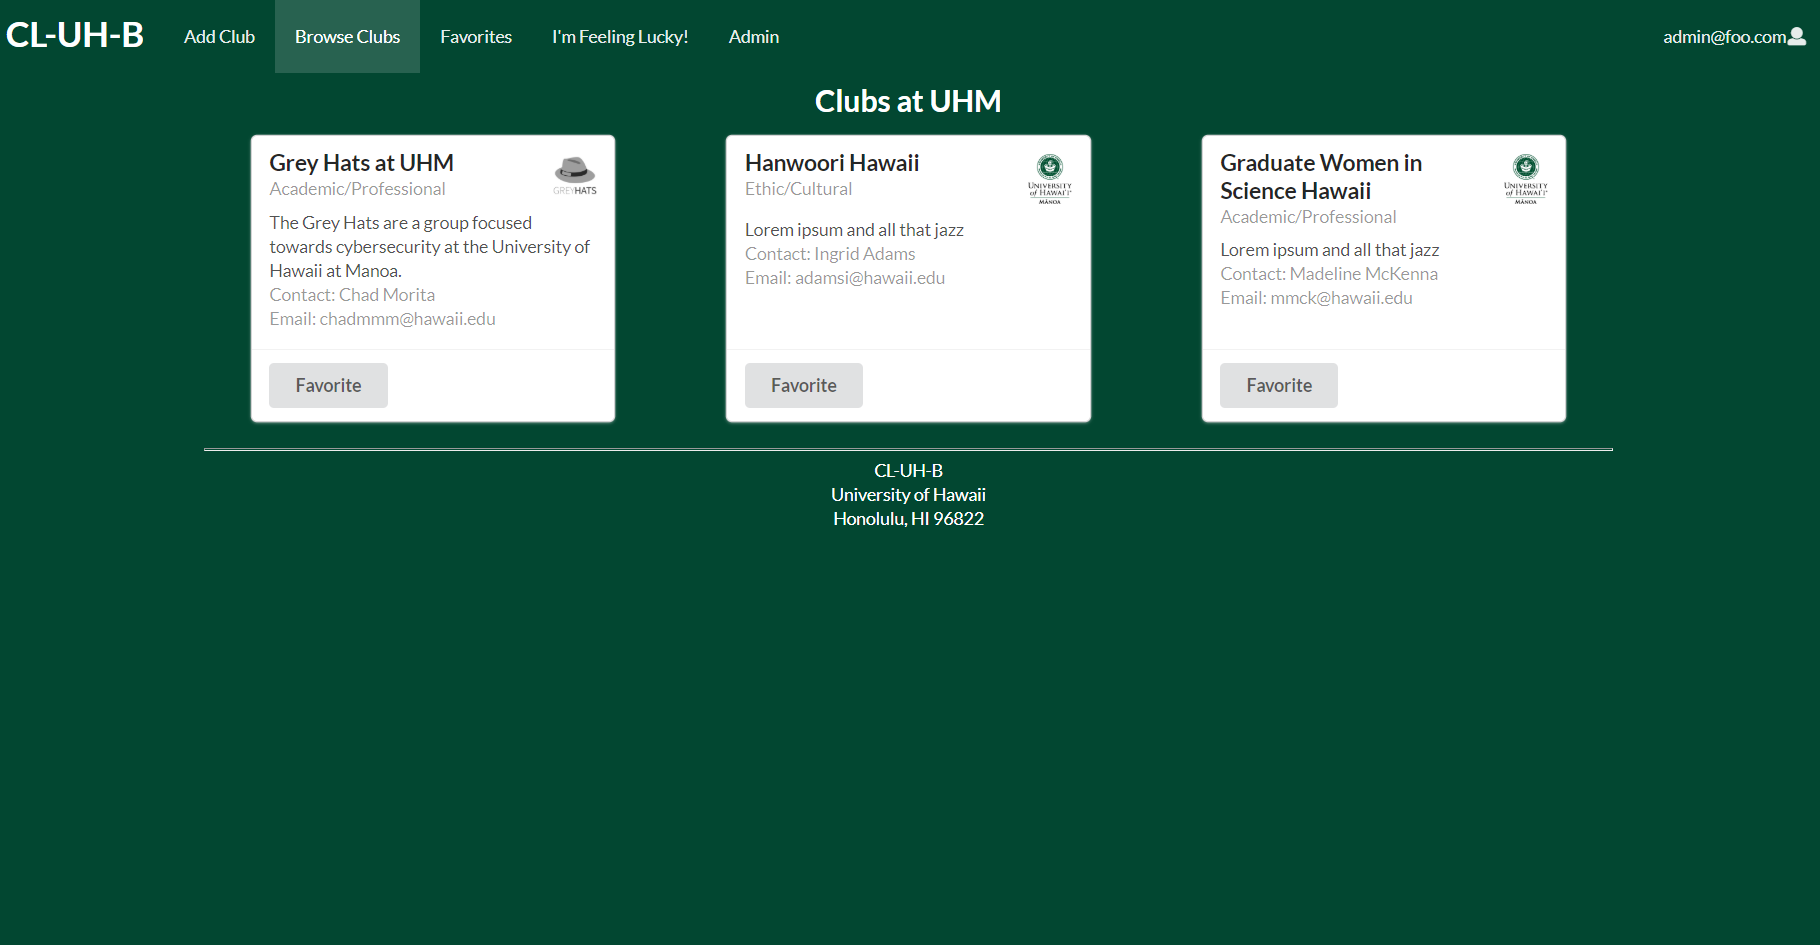 CL-UH-B Add Club Browse Clubs Favorites I'm Feeling Lucky! Admin admin@foo.com
Clubs at UHM
Grey Hats at UHM
Academic/Professional
GREYHATS
The Grey Hats are a group focused
towards cybersecurity at the University of
Hawaii at Manoa.
Contact: Chad Morita
Email: chadmmm@hawaii.edu
Favorite
Hanwoori Hawaii
Ethic/Cultural
UNIVERSITY
of HAWAI'I
MĀNOA
Lorem ipsum and all that jazz
Contact: Ingrid Adams
Email: adamsi@hawaii.edu
Favorite
Graduate Women in
Science Hawaii
Academic/Professional
UNIVERSITY
of HAWAI'I
MĀNOA
Lorem ipsum and all that jazz
Contact: Madeline McKenna
Email: mmck@hawaii.edu
Favorite
CL-UH-B
University of Hawaii
Honolulu, HI 96822